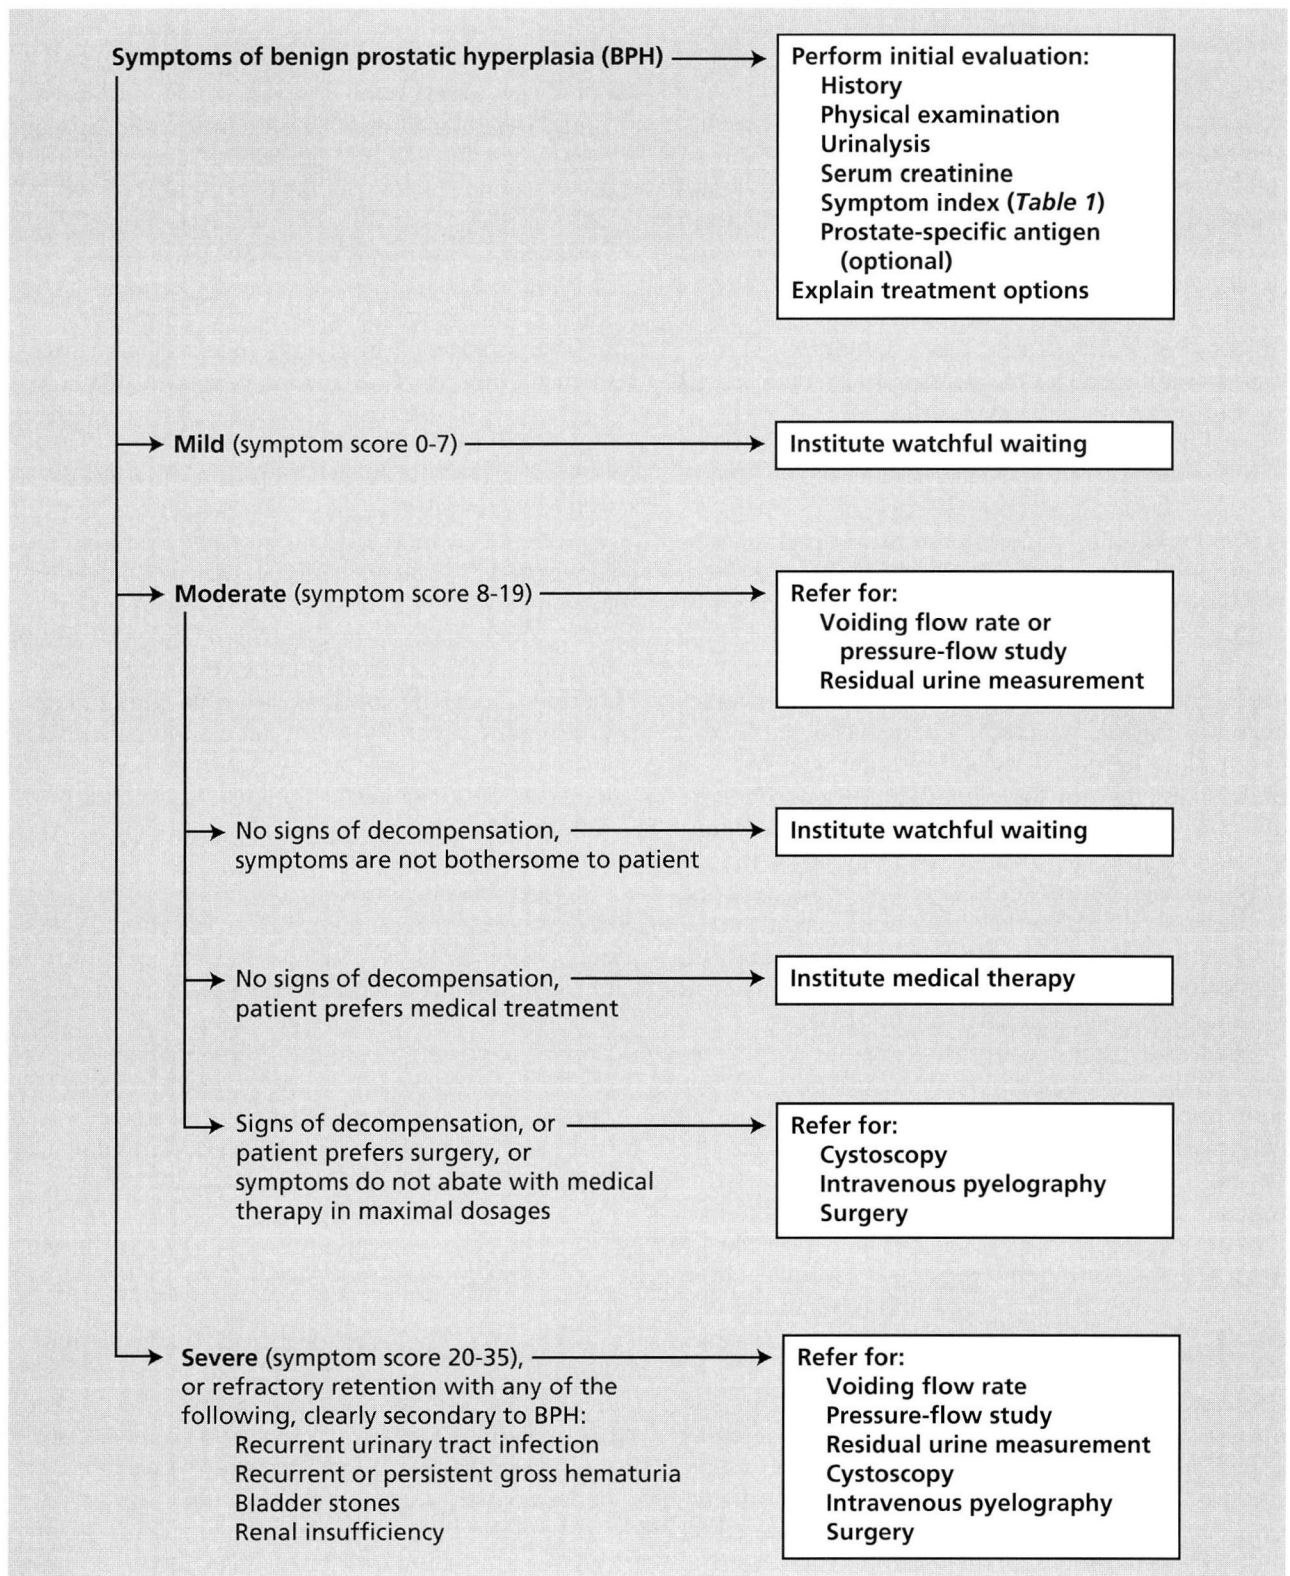 Symptoms of benign prostatic hyperplasia (BPH)
Perform initial evaluation:
History
Physical examination
Urinalysis
Serum creatinine
Symptom index (Table 1)
Prostate-specific antigen
(optional)
Explain treatment options
Mild (symptom score 0-7)
Institute watchful waiting
Moderate (symptom score 8-19)
Refer for:
Voiding flow rate or
pressure-flow study
Residual urine measurement
No signs of decompensation,
symptoms are not bothersome to patient
Institute watchful waiting
No signs of decompensation,
patient prefers medical treatment
Institute medical therapy
Signs of decompensation, or
patient prefers surgery, or
symptoms do not abate with medical
therapy in maximal dosages
Refer for:
Cystoscopy
Intravenous pyelography
Surgery
Severe (symptom score 20-35),
or refractory retention with any of the
following, clearly secondary to BPH:
Recurrent urinary tract infection
Recurrent or persistent gross hematuria
Bladder stones
Renal insufficiency
Refer for:
Voiding flow rate
Pressure-flow study
Residual urine measurement
Cystoscopy
Intravenous pyelography
Surgery